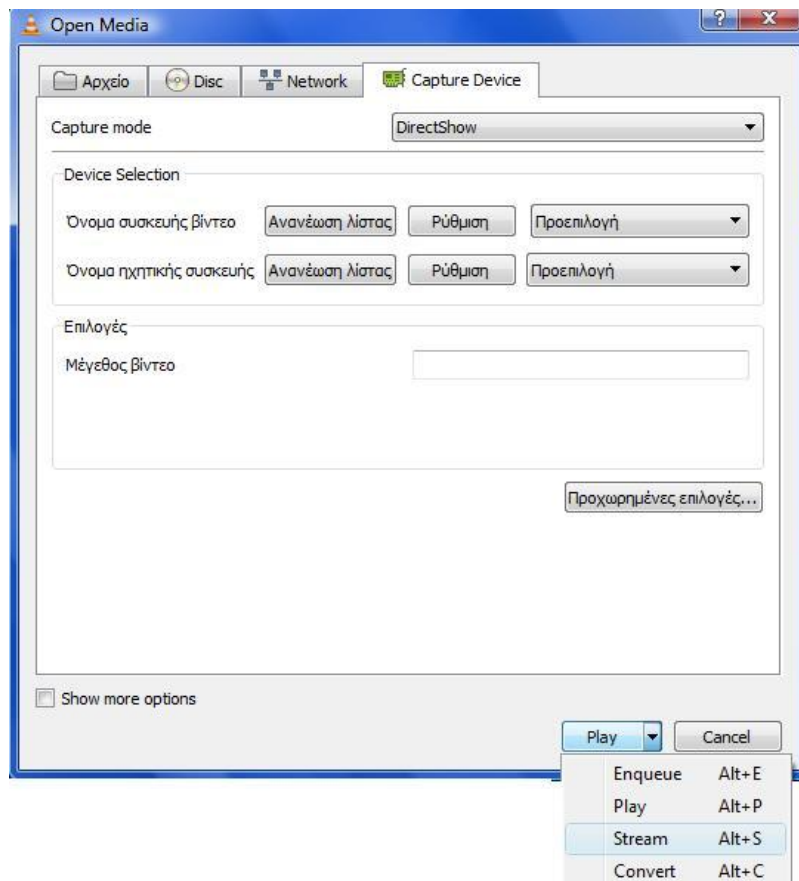 Open Media
? X
Αρχείο Disc Network Capture Device
Capture mode DirectShow
Device Selection
Όνομα συσκευής βίντεο Ανανέωση λίστας Ρύθμιση Προεπιλογή
Όνομα ηχητικής συσκευής Ανανέωση λίστας Ρύθμιση Προεπιλογή
Επιλογές
Μέγεθος βίντεο
Προχωρημένες επιλογές...
Show more options
Play Cancel
Enqueue Alt+E
Play Alt+P
Stream Alt+S
Convert Alt+C